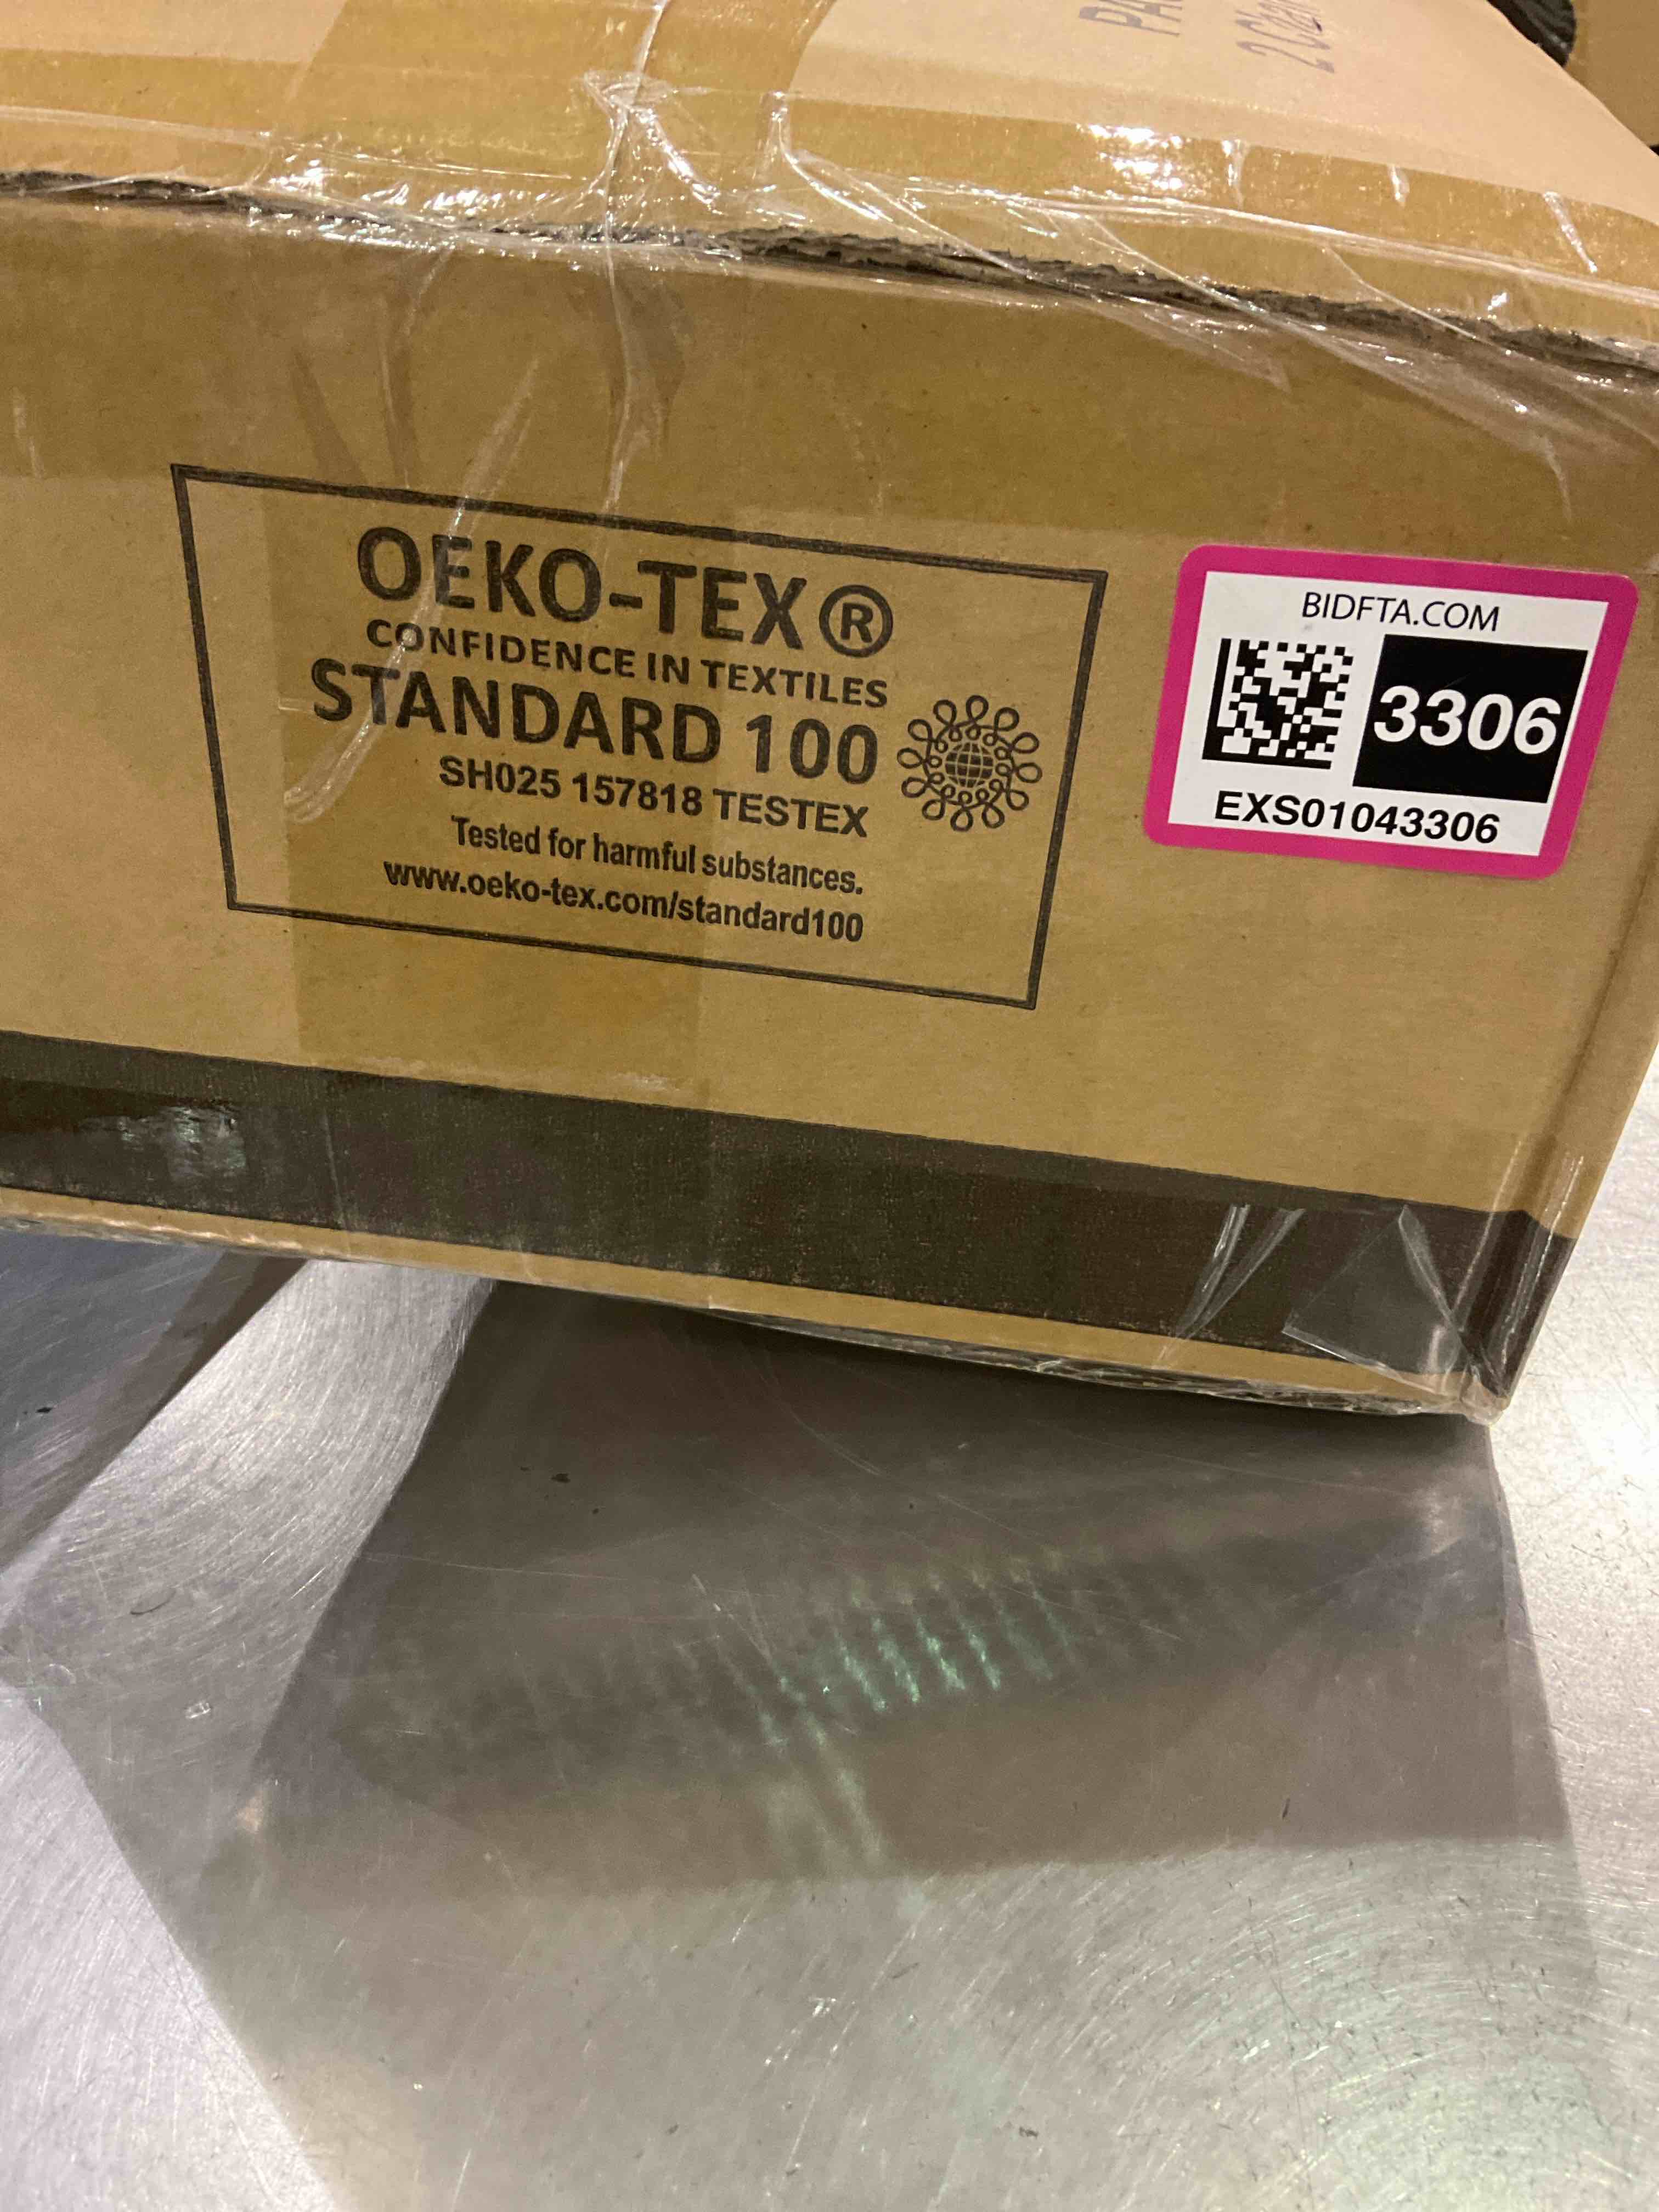 OEKO-TEX®
CONFIDENCE IN TEXTILES
STANDARD 100
SH025 157818 TESTEX
Tested for harmful substances.
www.oeko-tex.com/standard100
BIDFTA.COM
3306
EXS01043306